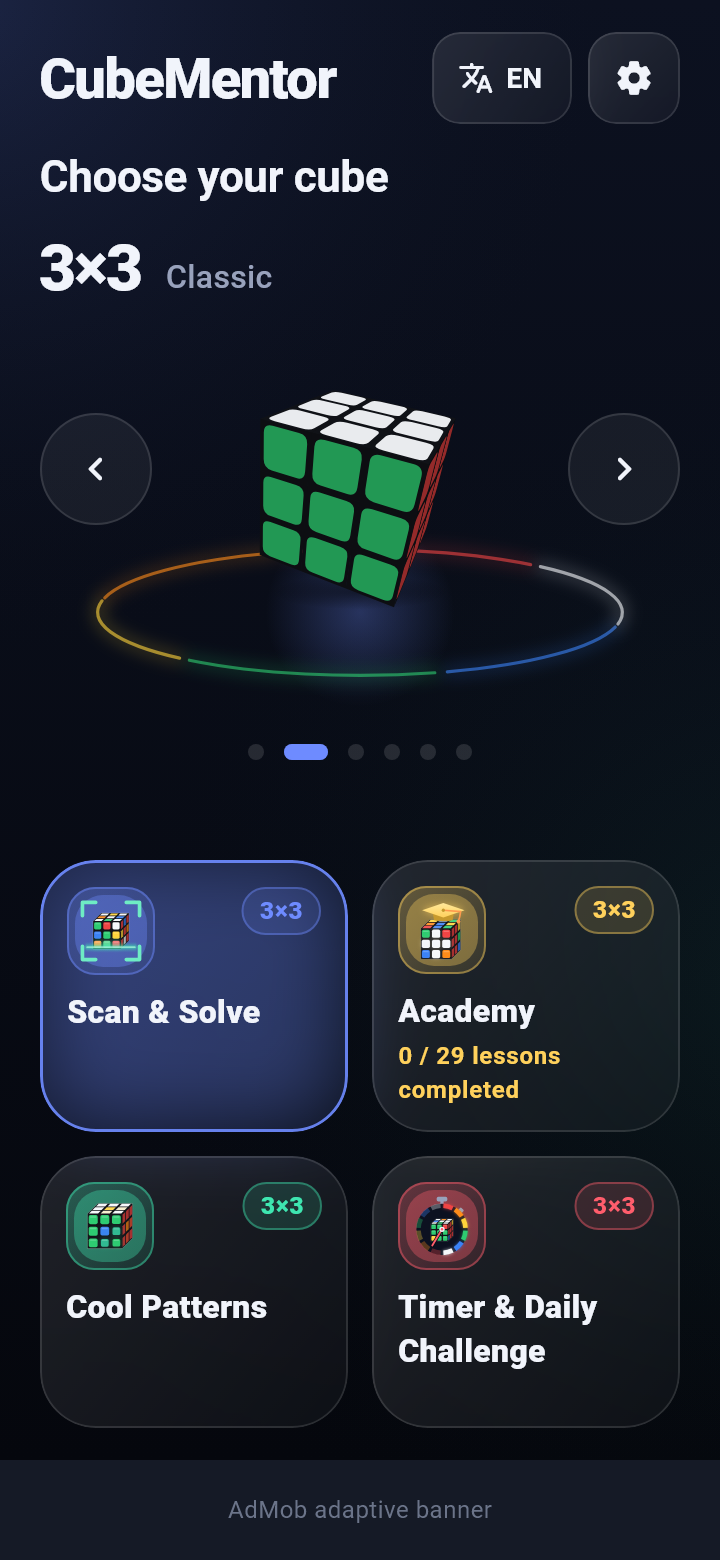 CubeMentor
EN
Choose your cube
3×3 Classic
3×3
Scan & Solve
3×3
Academy
0 / 29 lessons
completed
3×3
Cool Patterns
3×3
Timer & Daily
Challenge
AdMob adaptive banner